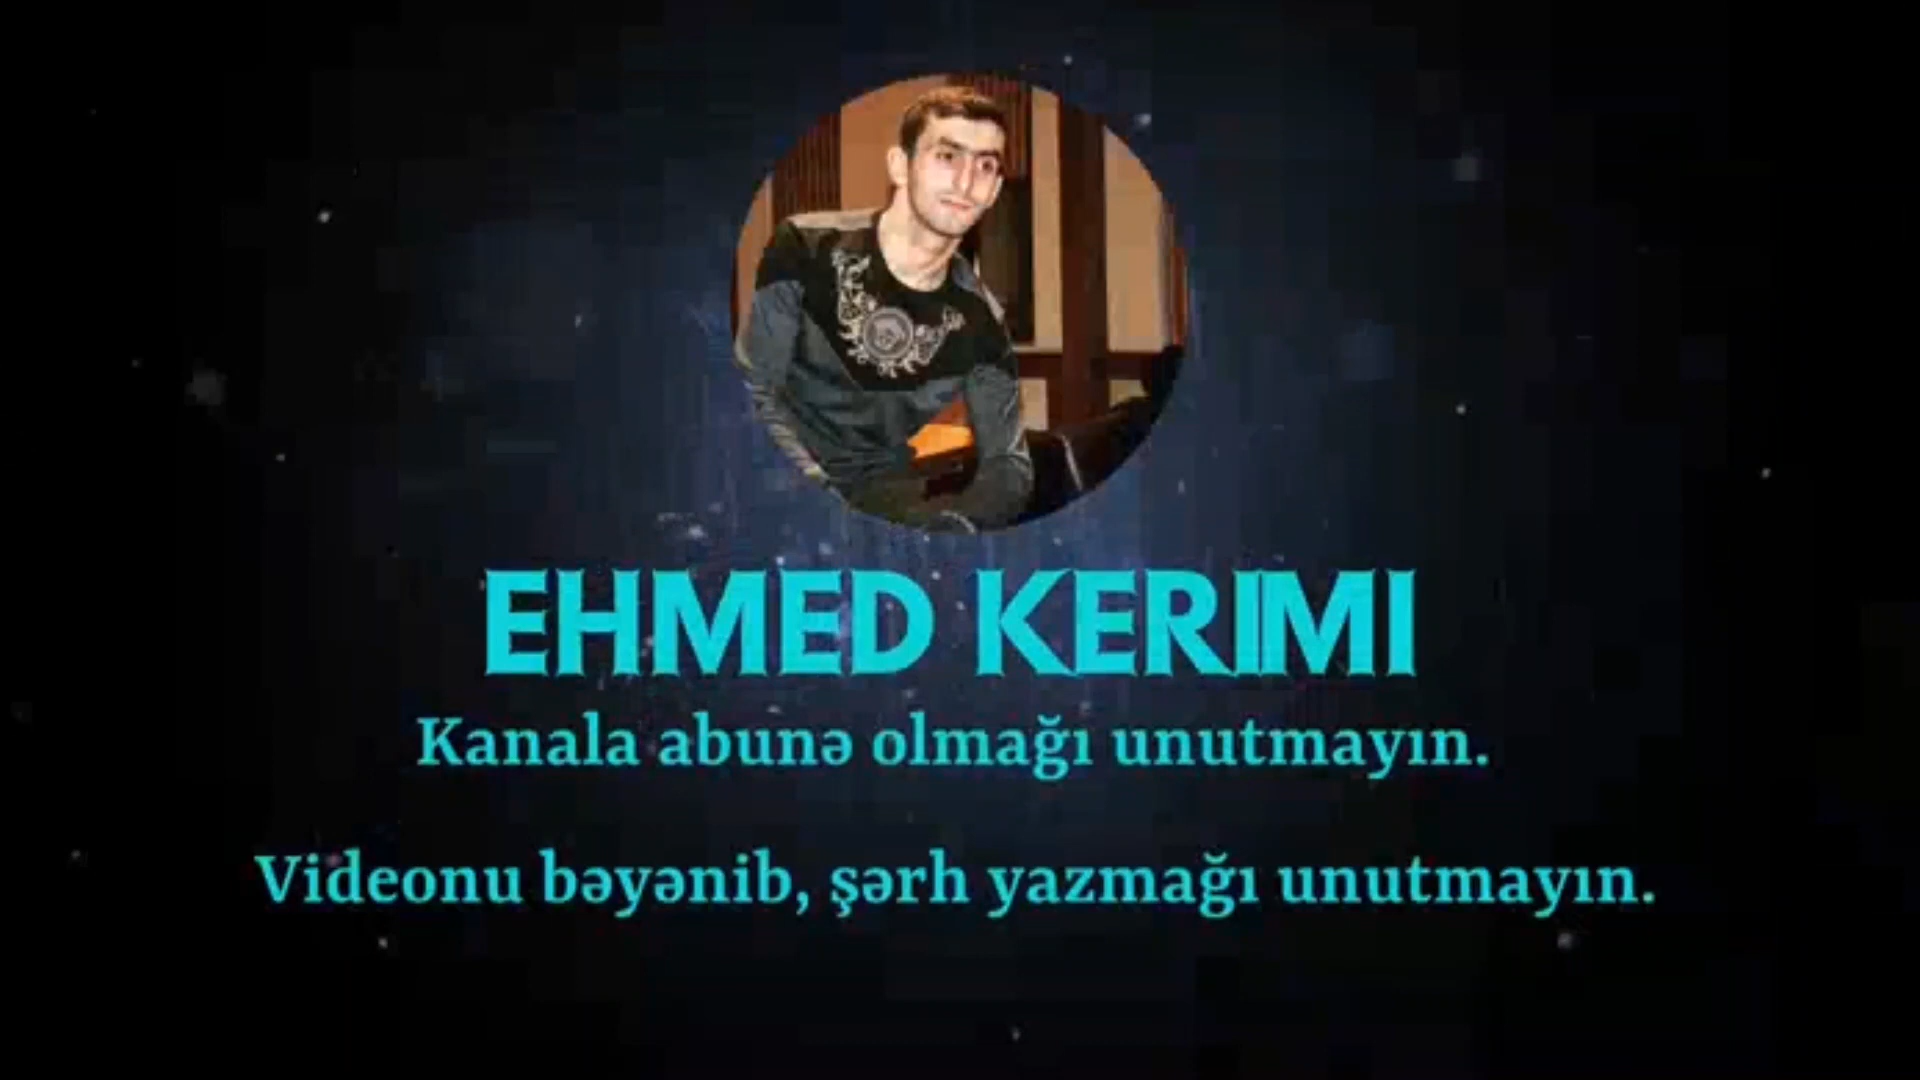 EHMED KERIMI
Kanala abunə olmağı unutmayın.
Videonu bəyənib, şərh yazmağı unutmayın.